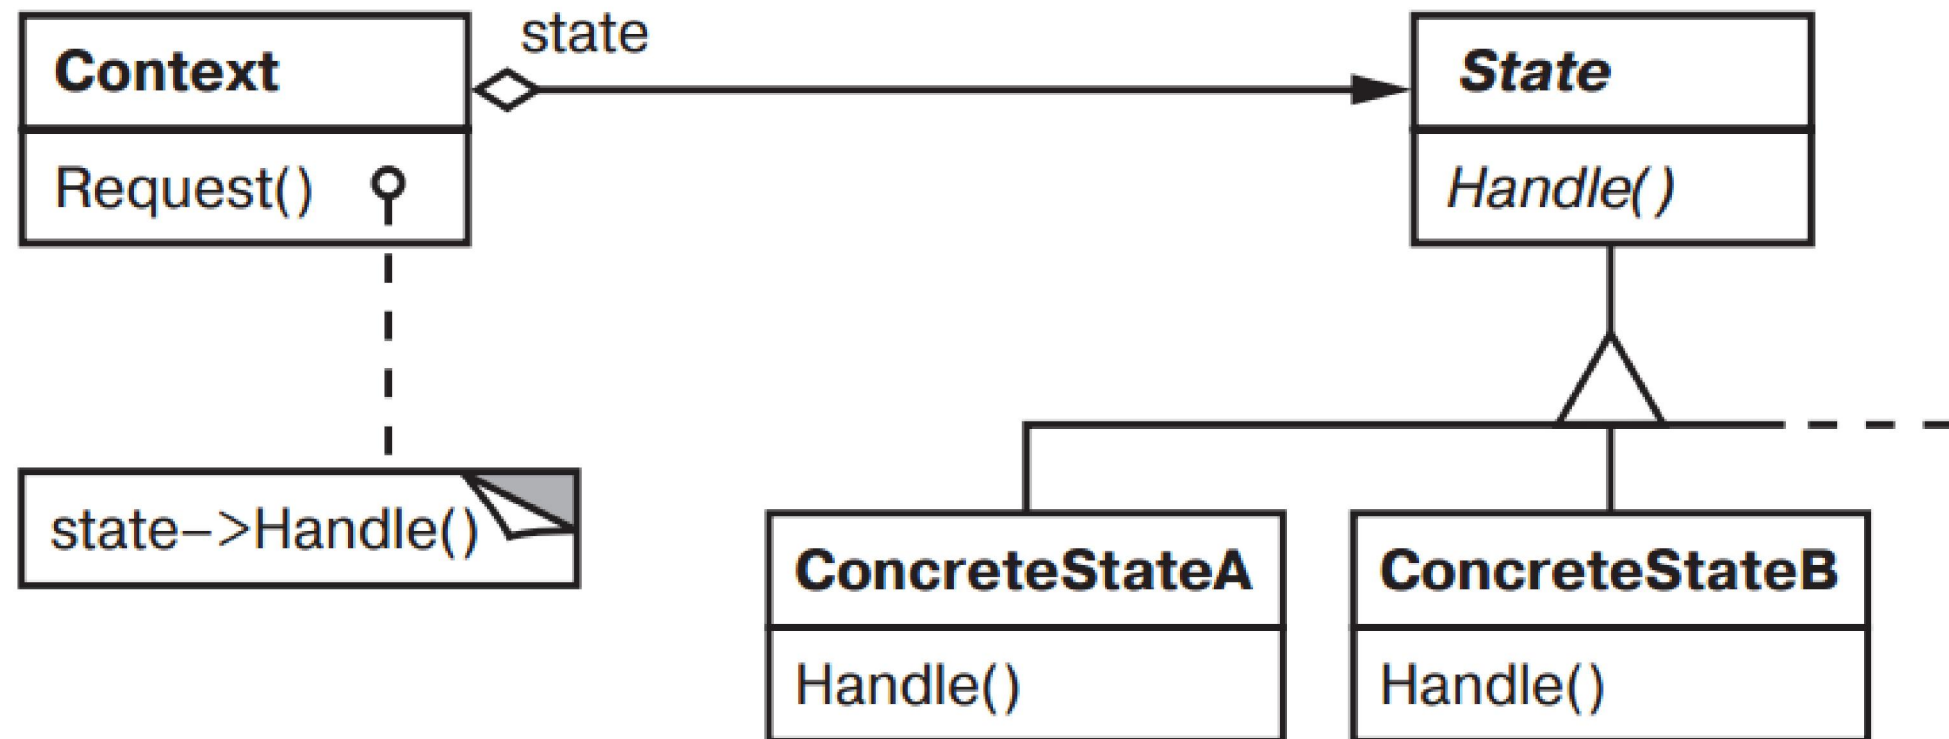 state
Context
State
Request()
Handle()
state–>Handle()
ConcreteStateA
ConcreteStateB
Handle()
Handle()